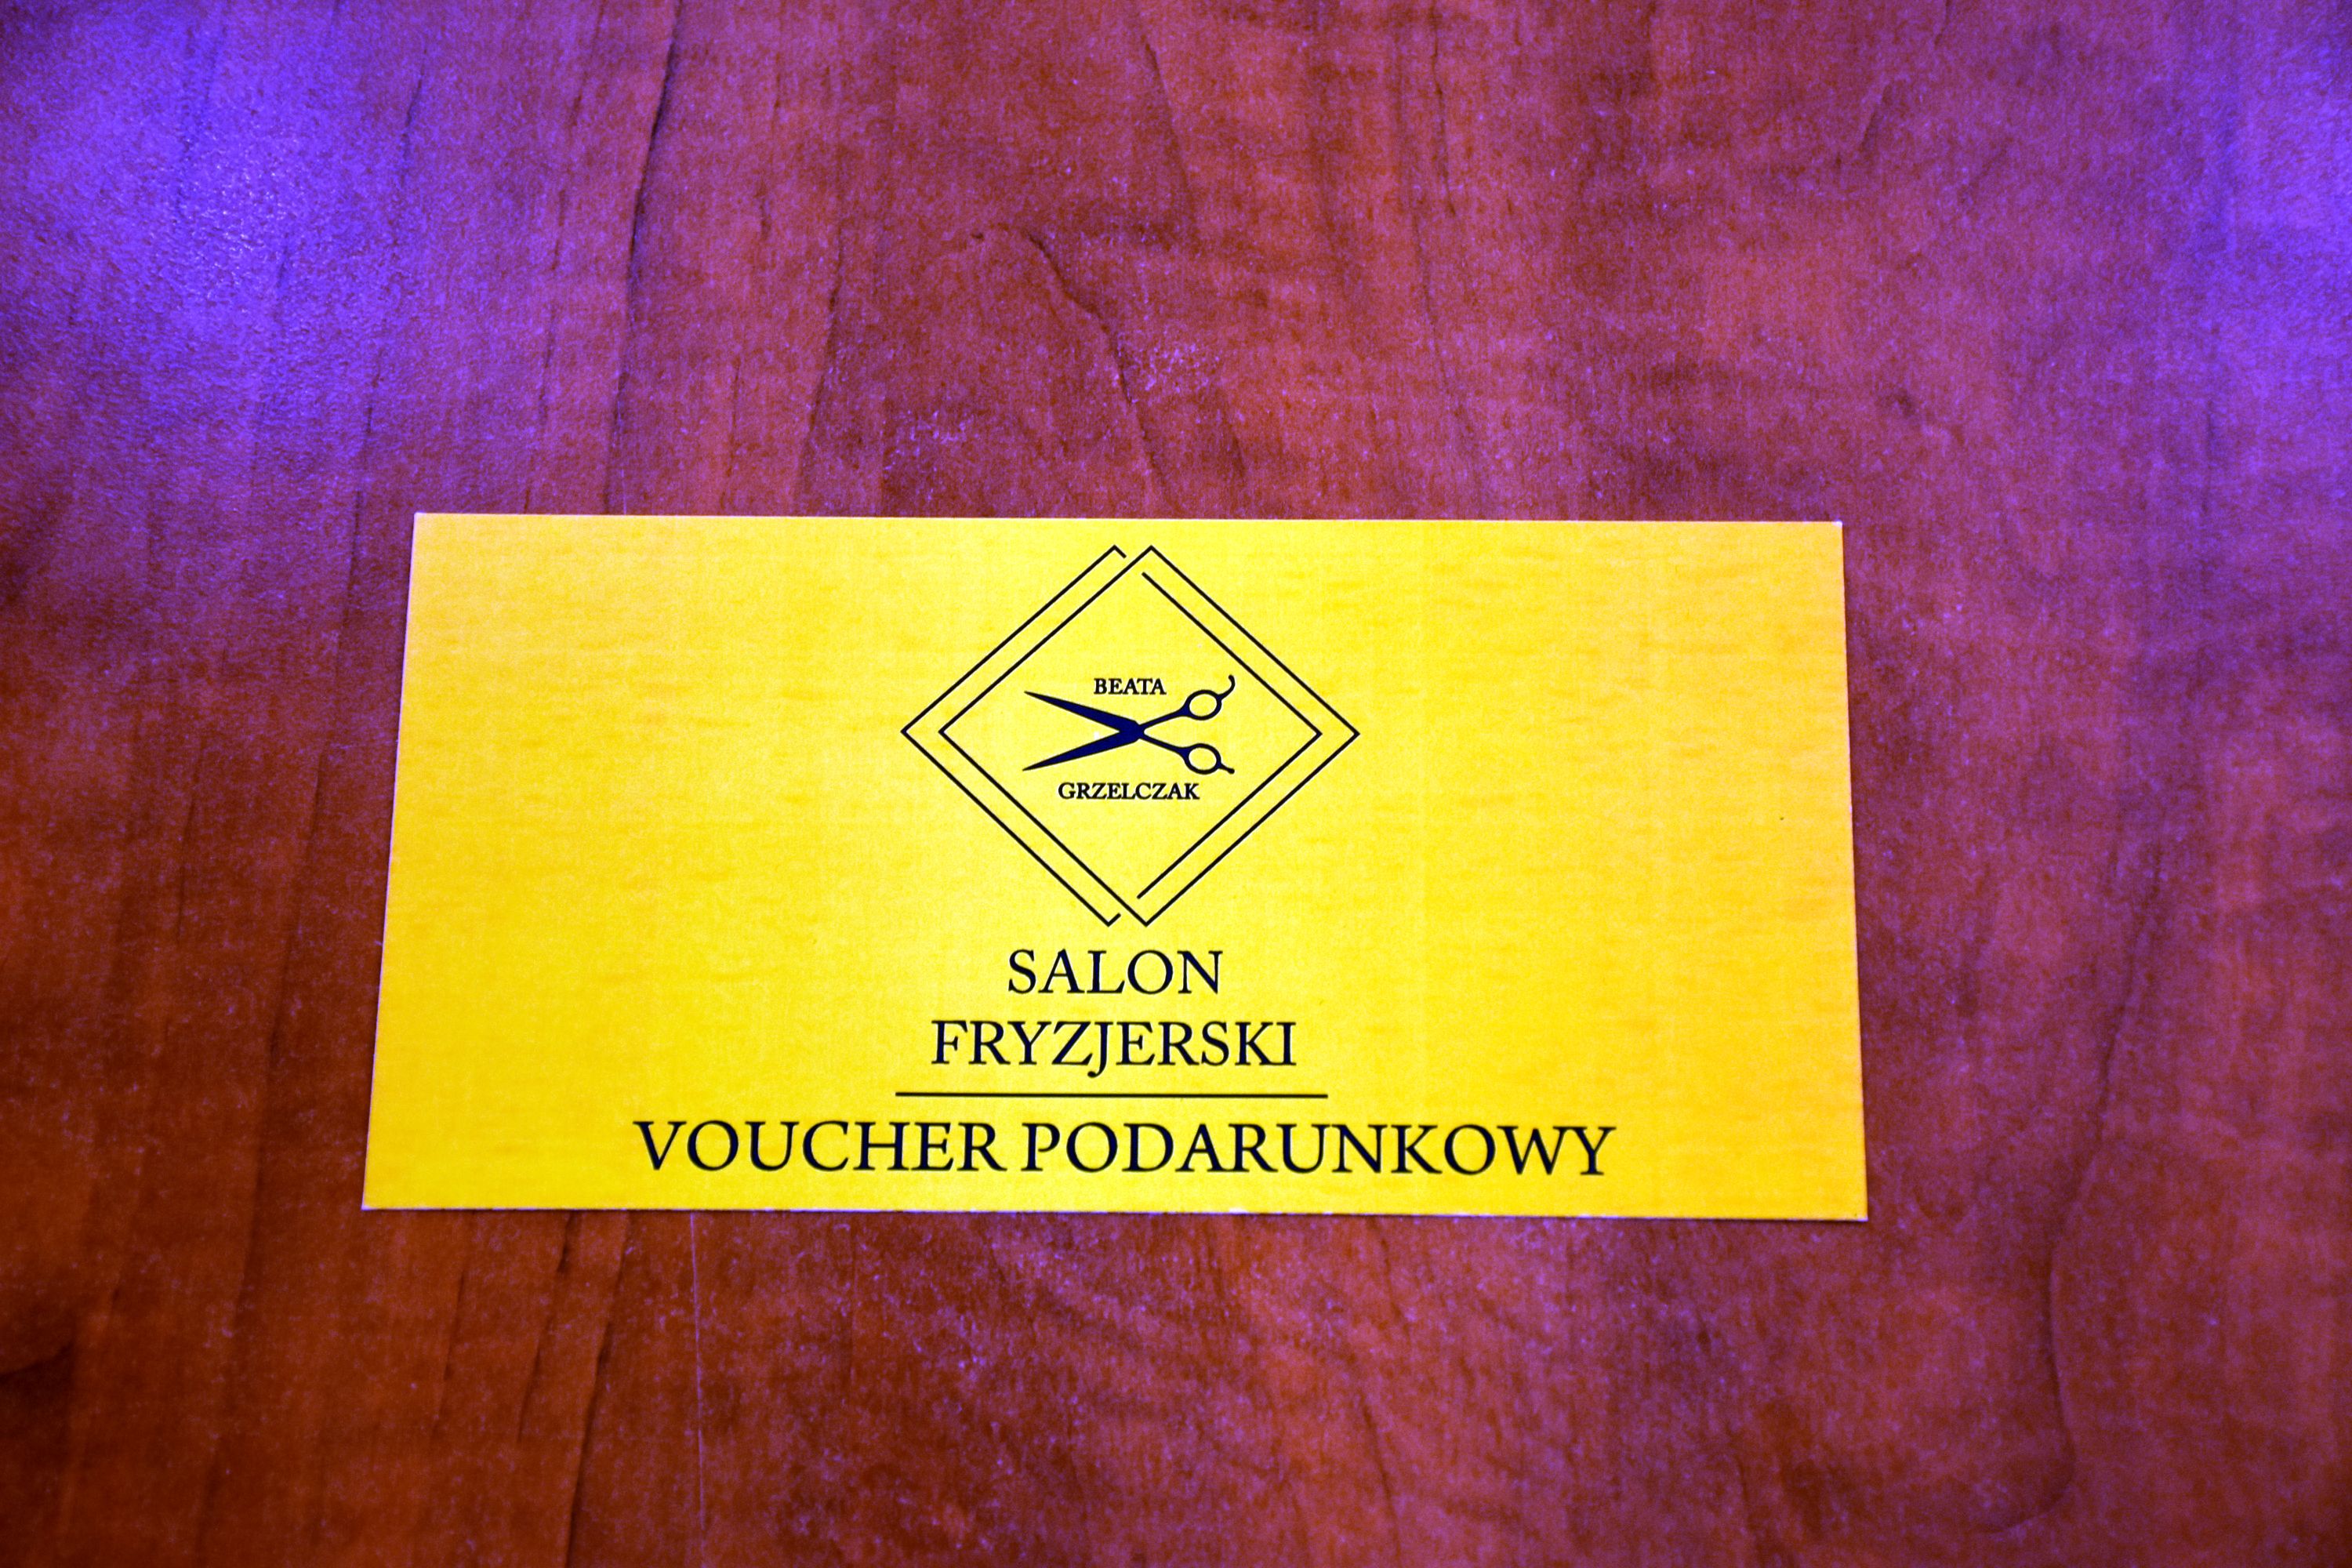 BEATA
GRZELCZAK
SALON
FRYZJERSKI
VOUCHER PODARUNKOWY